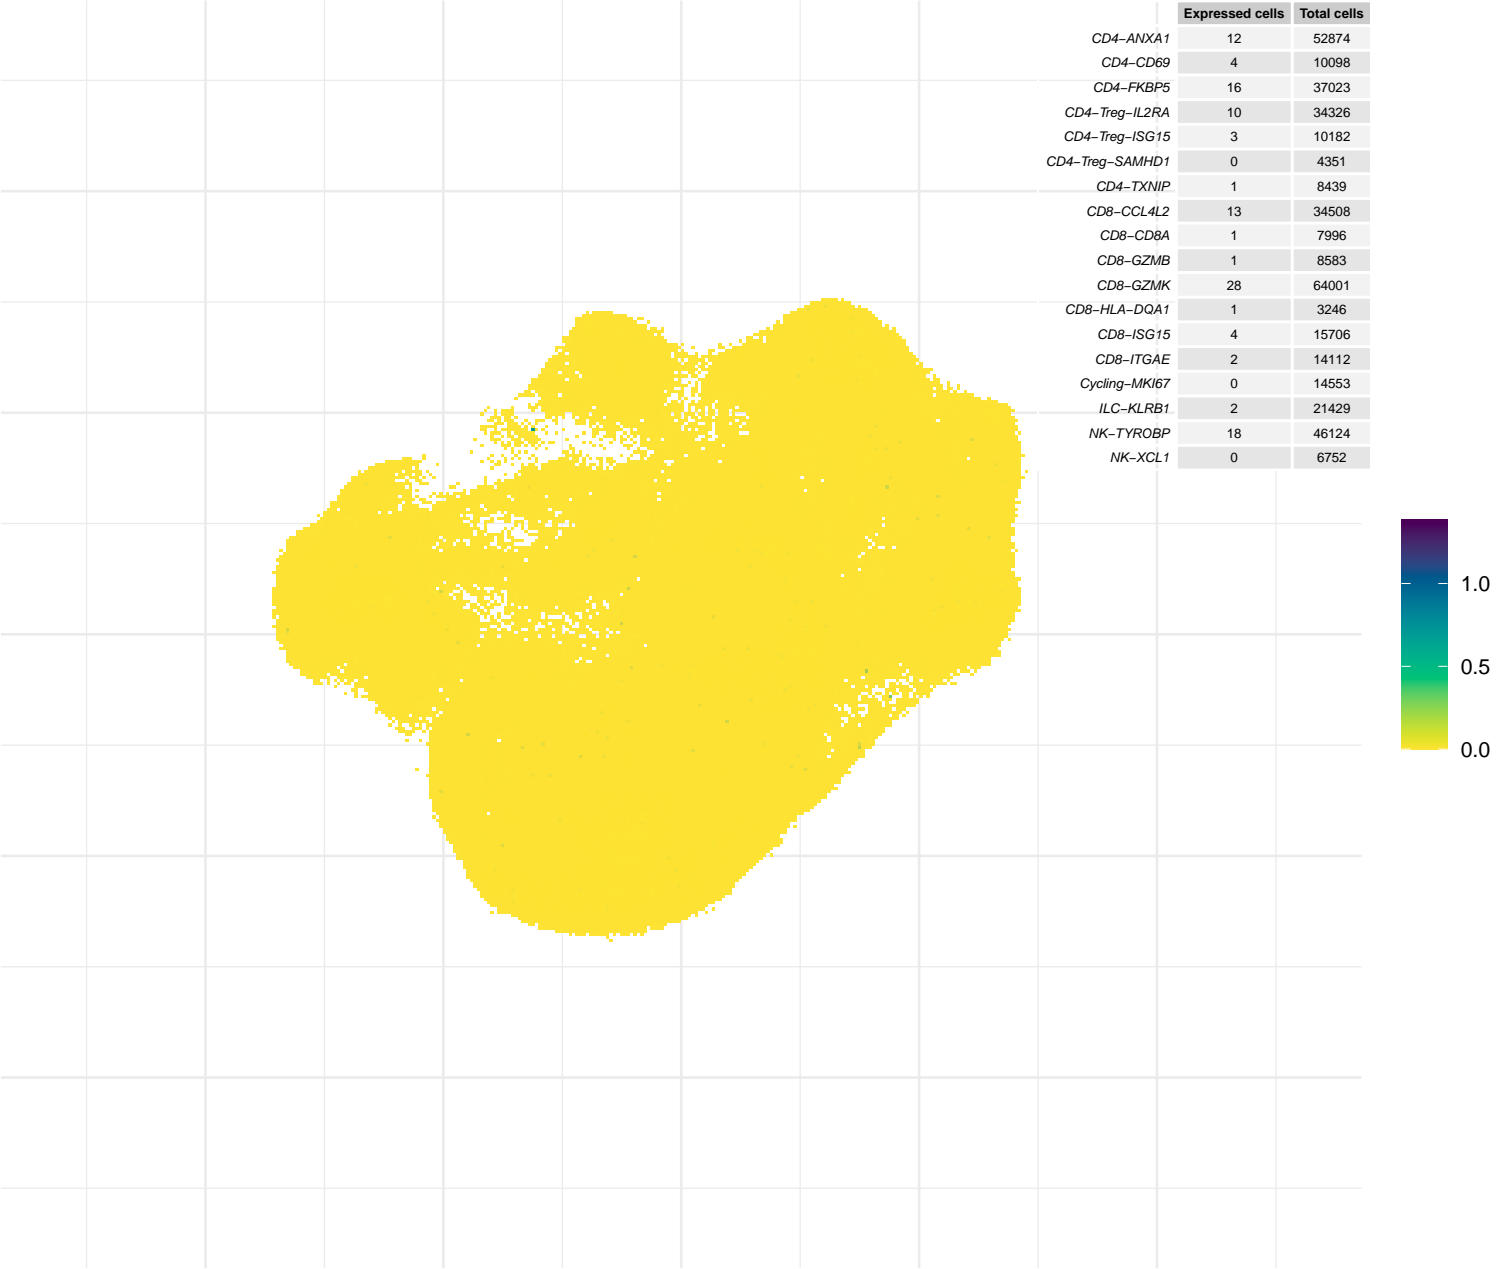 Expressed cells Total cells
CD4−ANXA1 12 52874
CD4−CD69 4 10098
CD4−FKBP5 16 37023
CD4−Treg−IL2RA 10 34326
CD4−Treg−ISG15 3 10182
CD4−Treg−SAMHD1 0 4351
CD4−TXNIP 1 8439
CD8−CCL4L2 13 34508
CD8−CD8A 1 7996
CD8−GZMB 1 8583
CD8−GZMK 28 64001
CD8−HLA−DQA1 1 3246
CD8−ISG15 4 15706
CD8−ITGAE 2 14112
Cycling−MKI67 0 14553
ILC−KLRB1 2 21429
NK−TYROBP 18 46124
NK−XCL1 0 6752
1.0
0.5
0.0